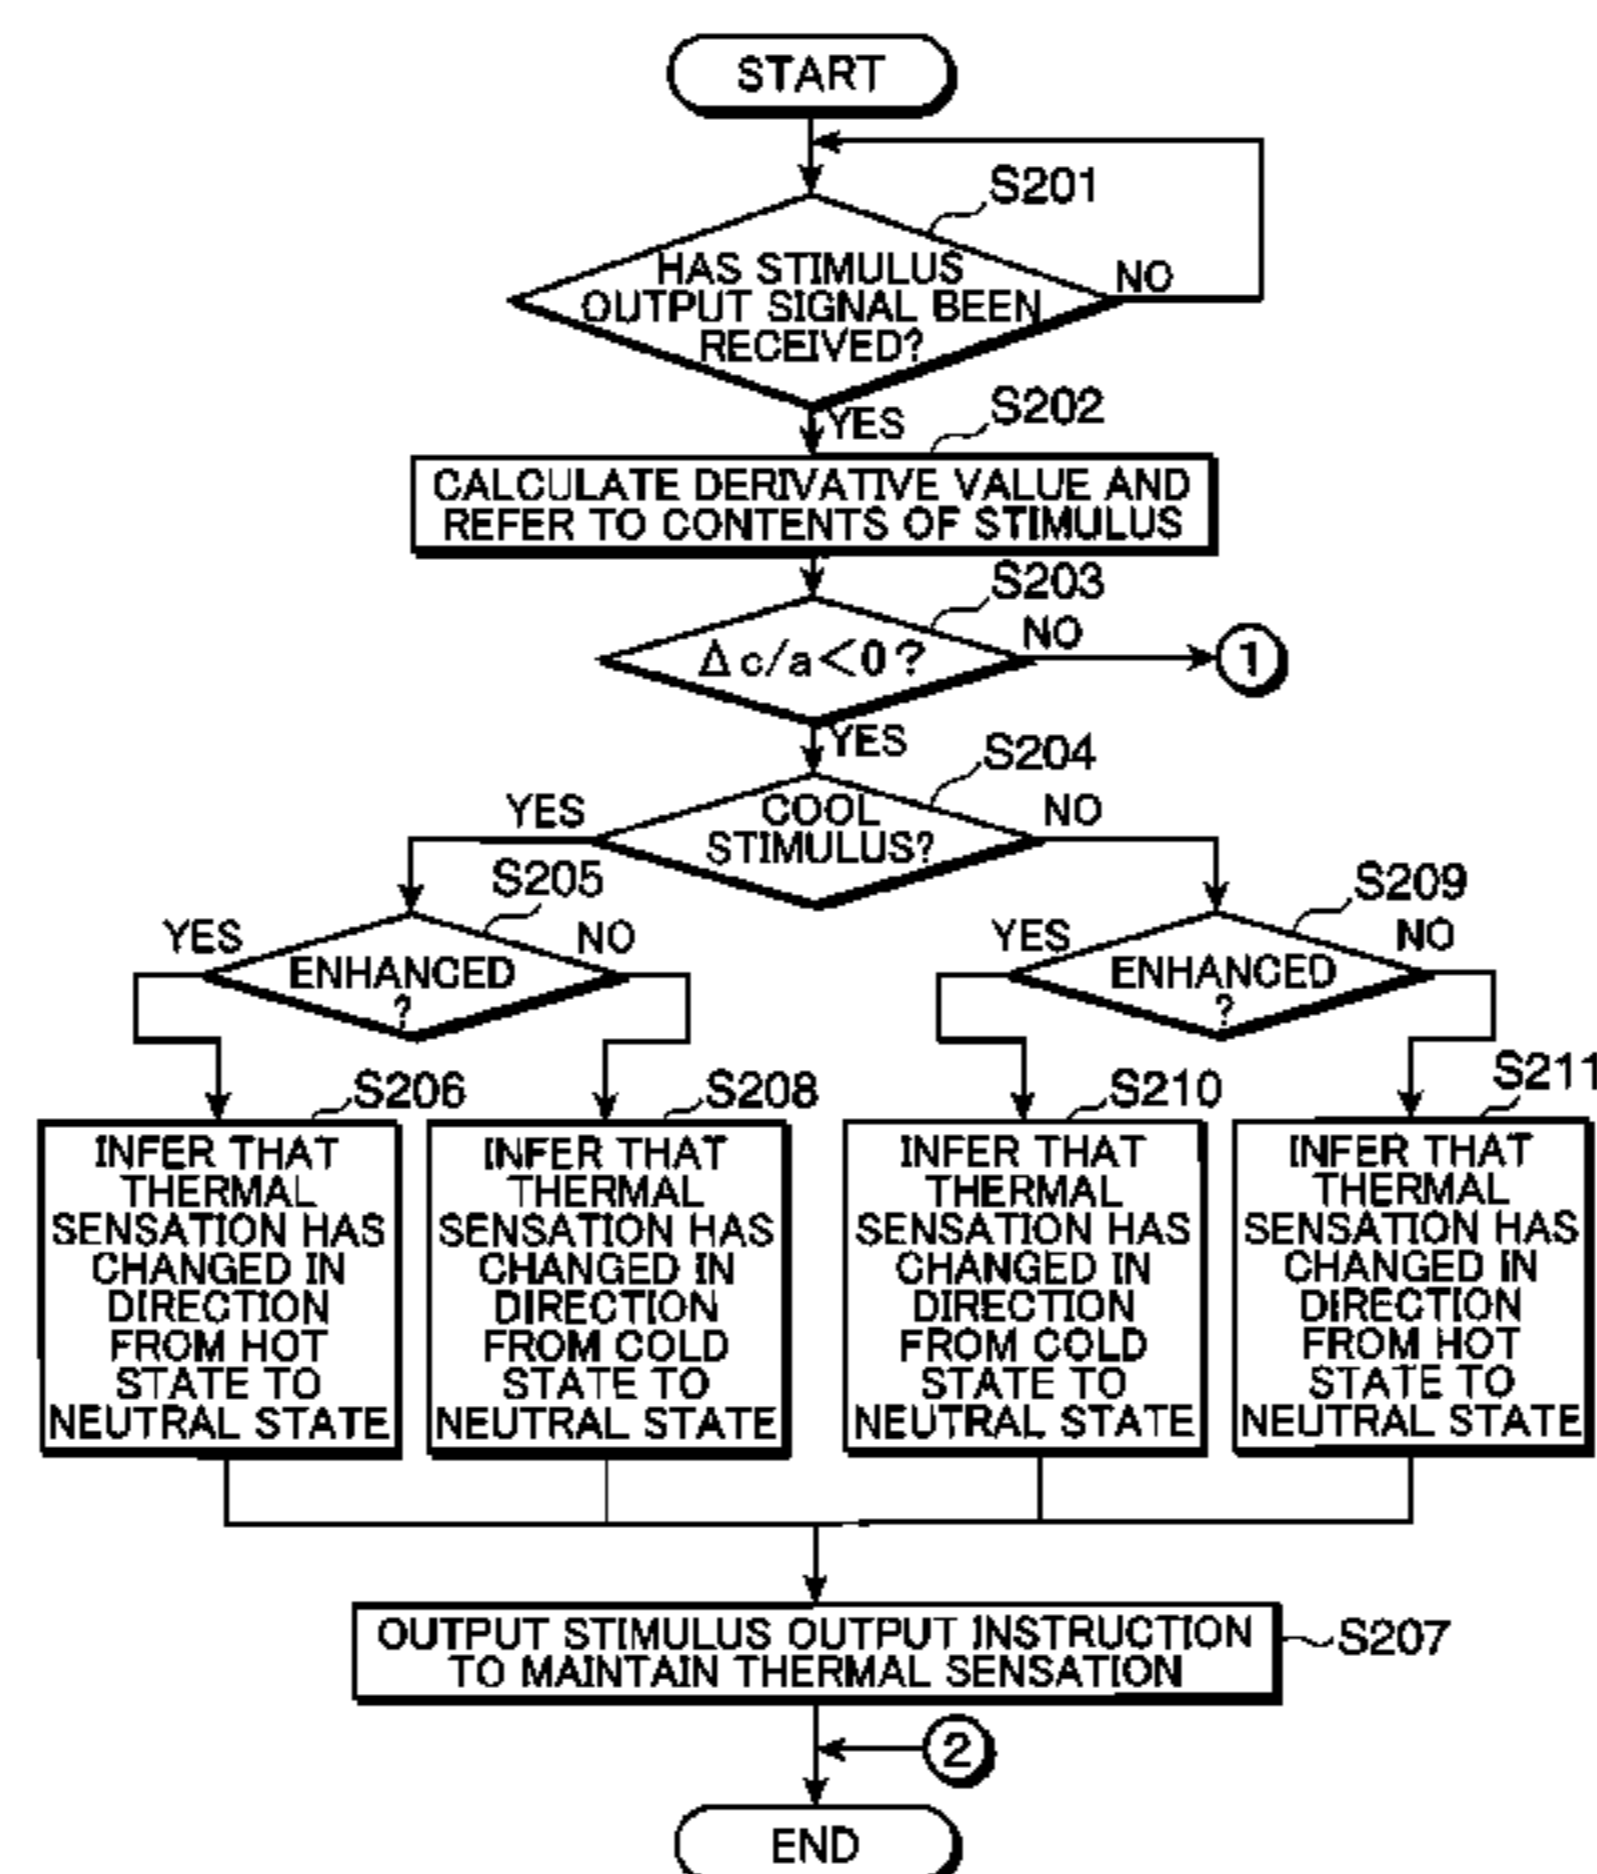 START
S201
HAS STIMULUS
OUTPUT SIGNAL BEEN
RECEIVED?
NO
YES
S202
CALCULATE DERIVATIVE VALUE AND
REFER TO CONTENTS OF STIMULUS
S203
Δc/a<0?
NO
1
YES
S204
COOL
STIMULUS?
YES
NO
S205
YES
NO
ENHANCED
?
S209
YES
NO
ENHANCED
?
S206
INFER THAT
THERMAL
SENSATION HAS
CHANGED IN
DIRECTION
FROM HOT
STATE TO
NEUTRAL STATE
S208
INFER THAT
THERMAL
SENSATION HAS
CHANGED IN
DIRECTION
FROM COLD
STATE TO
NEUTRAL STATE
S210
INFER THAT
THERMAL
SENSATION HAS
CHANGED IN
DIRECTION
FROM COLD
STATE TO
NEUTRAL STATE
S211
INFER THAT
THERMAL
SENSATION HAS
CHANGED IN
DIRECTION
FROM HOT
STATE TO
NEUTRAL STATE
OUTPUT STIMULUS OUTPUT INSTRUCTION
TO MAINTAIN THERMAL SENSATION
S207
2
END